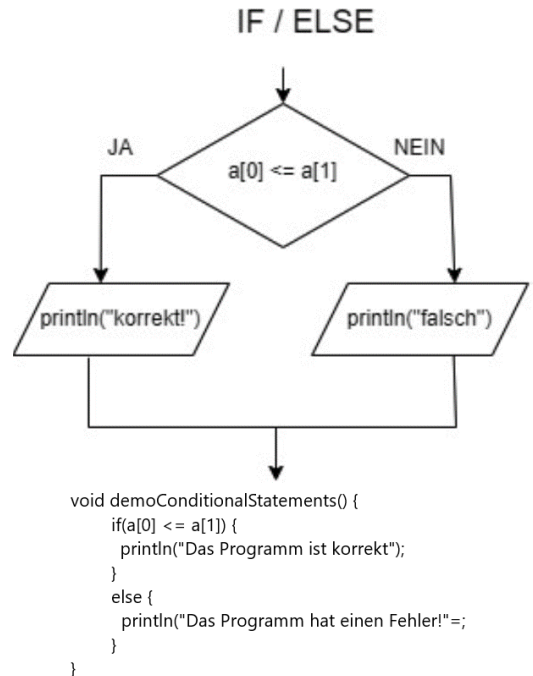 IF / ELSE
JA
NEIN
a[0] <= a[1]
println("korrekt!")
println("falsch")
void demoConditionalStatements() {
if(a[0] <= a[1]) {
println("Das Programm ist korrekt");
}
else {
println("Das Programm hat einen Fehler!"=;
}
}